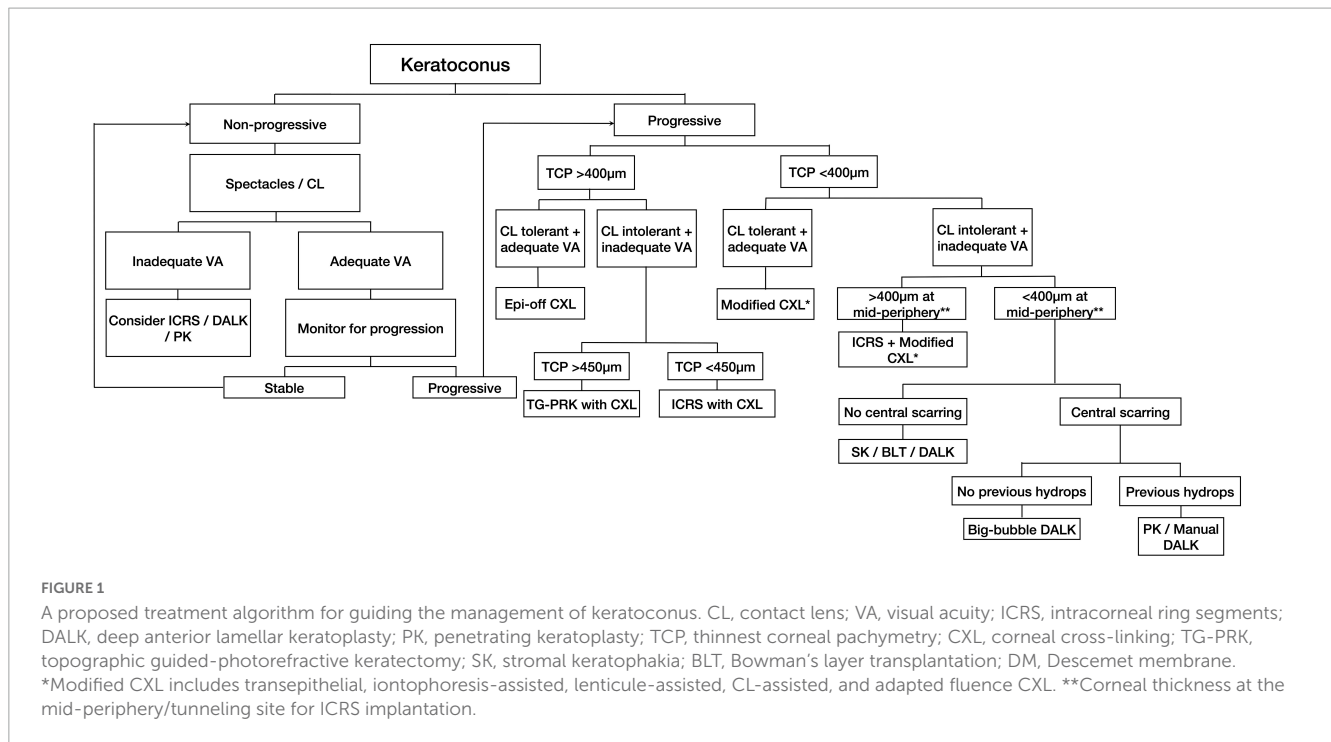 Keratoconus
Non-progressive
Progressive
Spectacles / CL
TCP >400μm
TCP <400μm
CL tolerant +
adequate VA
CL intolerant +
inadequate VA
CL tolerant +
adequate VA
CL intolerant +
inadequate VA
Inadequate VA
Adequate VA
Epi-off CXL
Modified CXL*
>400μm at
mid-periphery**
<400μm at
mid-periphery**
Consider ICRS / DALK
/ PK
Monitor for progression
ICRS + Modified
CXL*
TCP >450μm
TCP <450μm
Stable
Progressive
TG-PRK with CXL
ICRS with CXL
No central scarring
Central scarring
SK / BLT / DALK
No previous hydrops
Previous hydrops
Big-bubble DALK
PK / Manual
DALK
FIGURE 1
A proposed treatment algorithm for guiding the management of keratoconus. CL, contact lens; VA, visual acuity; ICRS, intracorneal ring segments;
DALK, deep anterior lamellar keratoplasty; PK, penetrating keratoplasty; TCP, thinnest corneal pachymetry; CXL, corneal cross-linking; TG-PRK,
topographic guided-photorefractive keratectomy; SK, stromal keratophakia; BLT, Bowman's layer transplantation; DM, Descemet membrane.
*Modified CXL includes transepithelial, iontophoresis-assisted, lenticule-assisted, CL-assisted, and adapted fluence CXL. **Corneal thickness at the
mid-periphery/tunneling site for ICRS implantation.